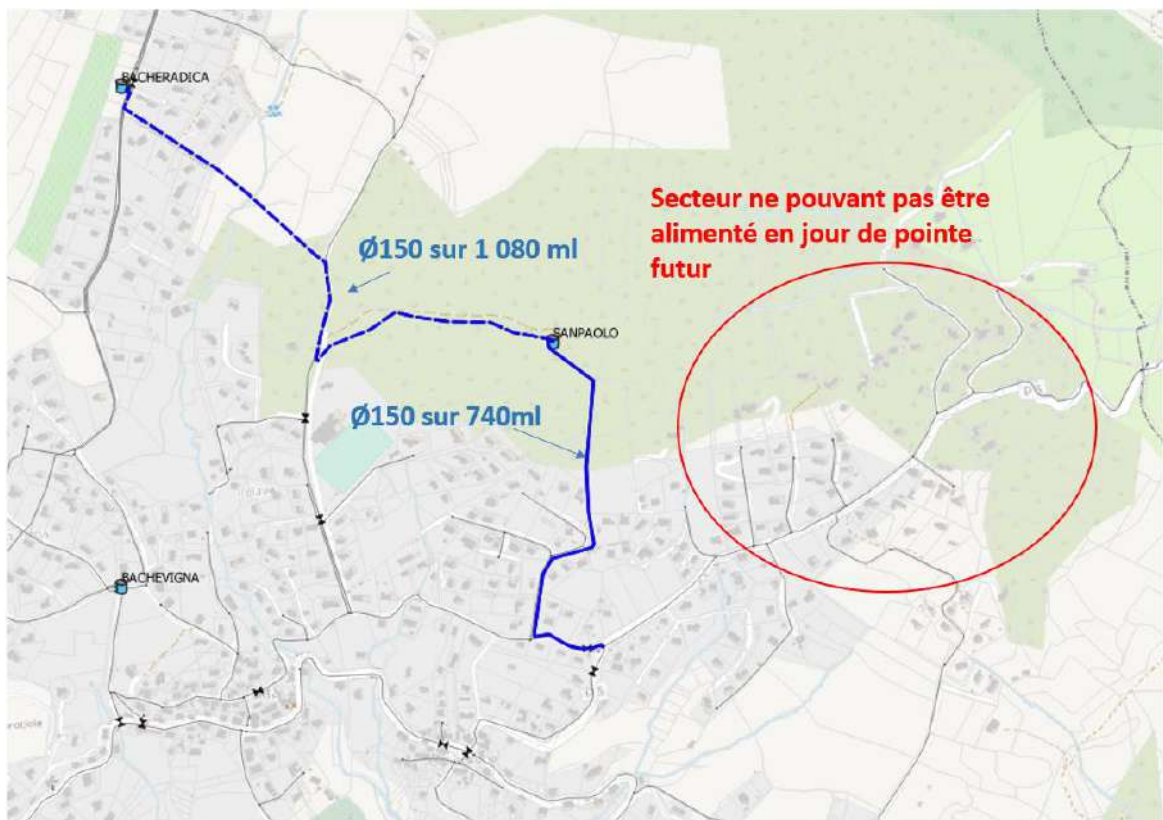 BACHERADICA
Secteur ne pouvant pas être
alimenté en jour de pointe
futur
Ø150 sur 1 080 ml
SANPAOLO
Ø150 sur 740ml
BACHEVIGNA